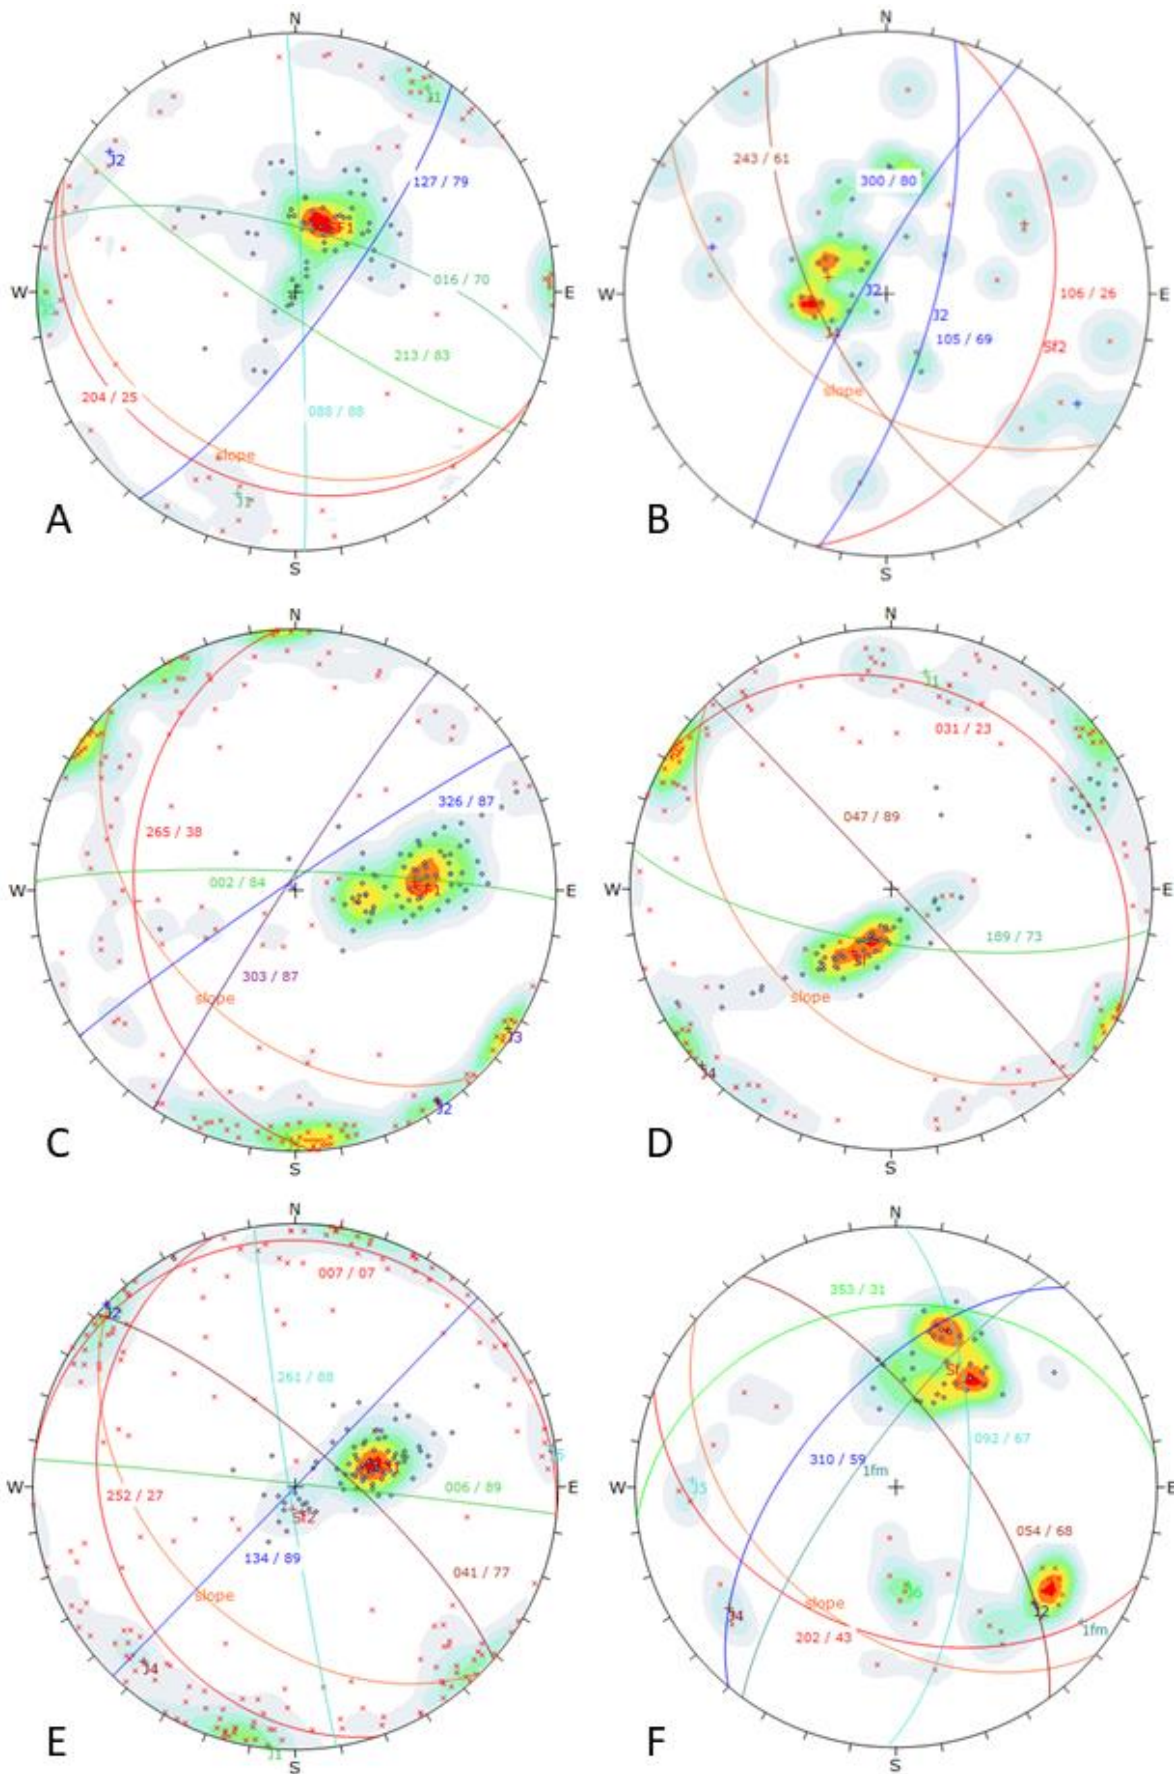 N
J1
J2
127 / 79
F1
016 / 70
W
E
213 / 83
204 / 25
088 / 88
slope
J1
A
S
N
243 / 61
300 / 80
W
E
J2
106 / 26
J2
J4
105 / 69
Sf2
slope
B
S
N
326 / 87
265 / 38
W
E
002 / 84
303 / 87
slope
J3
J2
C
S
N
J1
031 / 23
047 / 89
W
E
189 / 73
slope
J4
D
S
N
J2
007 / 07
261 / 88
W
E
006 / 89
252 / 27
Sf2
134 / 89
041 / 77
slope
J4
J1
E
S
N
353 / 31
Sf
092 / 67
310 / 59
1fm
W
E
J3
054 / 68
J6
slope
J4
J2
1fm
202 / 43
F
S